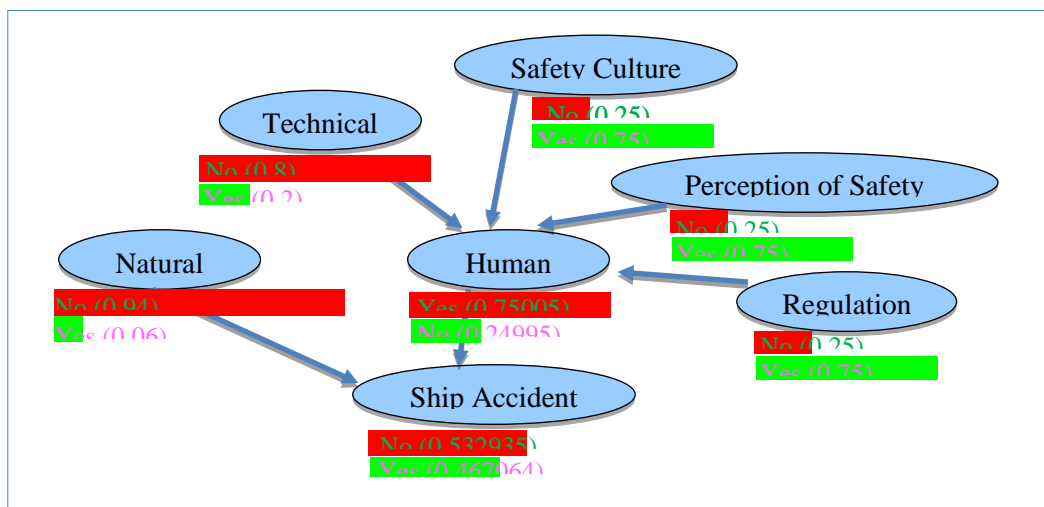 Safety Culture
No (0.25)
Yes (0.75)
Technical
No (0.8)
Yes (0.2)
Perception of Safety
No (0.25)
Yes (0.75)
Natural
No (0.94)
Yes (0.06)
Human
Yes (0.75005)
No (0.24995)
Regulation
No (0.25)
Yes (0.75)
Ship Accident
No (0.532935)
Yes (0.467064)